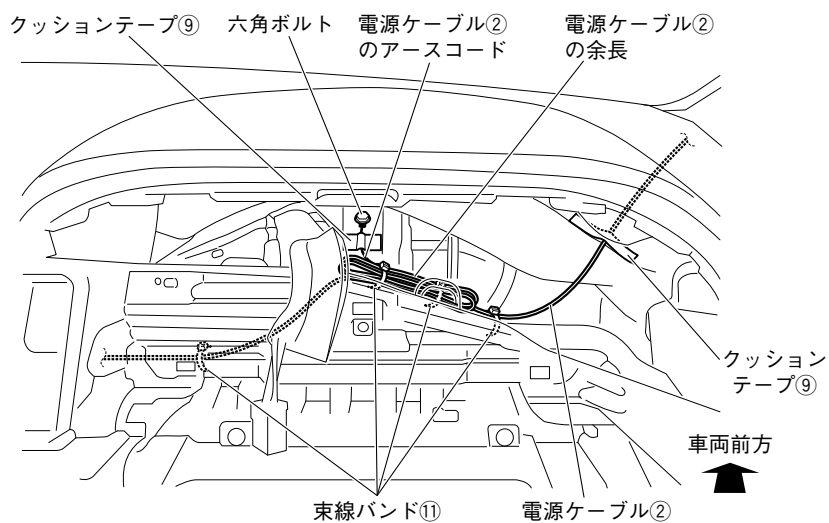 クッションテープ⑨
六角ボルト
電源ケーブル②
のアースコード
電源ケーブル②
の余長
クッション
テープ⑨
車両前方
束線バンド⑪
電源ケーブル②